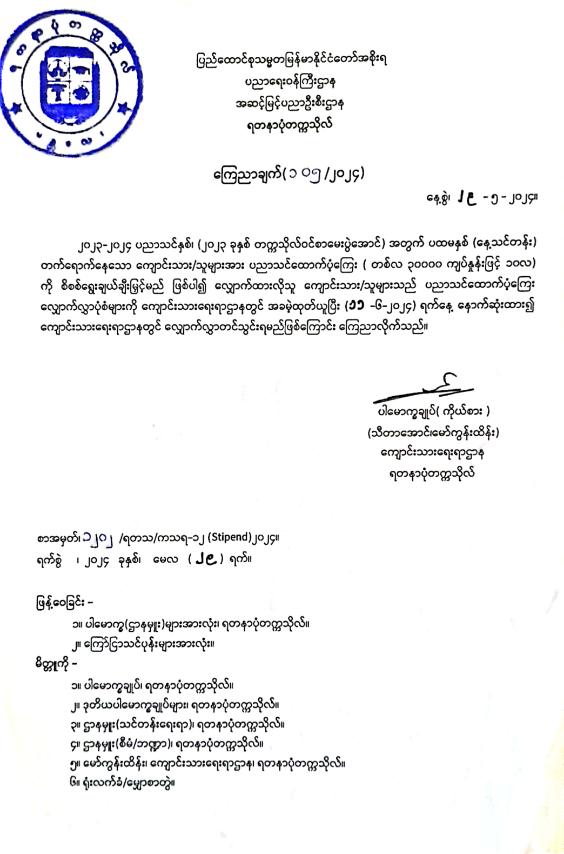 ရတနာပုံတက္ကသိုလ်
မန္တလေး
ပြည်ထောင်စုသမ္မတမြန်မာနိုင်ငံတော်အစိုးရ
ပညာရေးဝန်ကြီးဌာန
အဆင့်မြင့်ပညာဦးစီးဌာန
ရတနာပုံတက္ကသိုလ်
ကြေညာချက်(၁၀၅/၂၀၂၄)
နေ့စွဲ၊ ၂၉ -၅-၂၀၂၄။
၂၀၂၃-၂၀၂၄ ပညာသင်နှစ်၊ (၂၀၂၃ ခုနှစ် တက္ကသိုလ်ဝင်စာမေးပွဲအောင်) အတွက် ပထမနှစ် (နေ့သင်တန်း)
တက်ရောက်နေသော ကျောင်းသား/သူများအား ပညာသင်ထောက်ပံ့ကြေး ( တစ်လ ၃၀၀၀၀ ကျပ်နှုန်းဖြင့် ၁၀လ)
ကို စိစစ်ရွေးချယ်ချီးမြှင့်မည် ဖြစ်ပါ၍ လျှောက်ထားလိုသူ ကျောင်းသား/သူများသည် ပညာသင်ထောက်ပံ့ကြေး
လျှောက်လွှာပုံစံများကို ကျောင်းသားရေးရာဌာနတွင် အခမဲ့ထုတ်ယူပြီး (၁၁ -၆-၂၀၂၄) ရက်နေ့ နောက်ဆုံးထား၍
ကျောင်းသားရေးရာဌာနတွင် လျှောက်လွှာတင်သွင်းရမည်ဖြစ်ကြောင်း ကြေညာလိုက်သည်။
ပါမောက္ခချုပ်( ကိုယ်စား )
(သီတာအောင်၊မော်ကွန်းထိန်း)
ကျောင်းသားရေးရာဌာန
ရတနာပုံတက္ကသိုလ်
စာအမှတ်၊ ၁၂၀၂ /ရတသ/ကသရ-၁၂ (Stipend)၂၀၂၄။
ရက်စွဲ ၊ ၂၀၂၄ ခုနှစ်၊ မေလ ( ၂၉ ) ရက်။
ဖြန့်ဝေခြင်း –
၁။ ပါမောက္ခ(ဌာနမှူး)များအားလုံး၊ ရတနာပုံတက္ကသိုလ်။
၂။ ကြော်ငြာသင်ပုန်းများအားလုံး။
မိတ္တူကို –
၁။ ပါမောက္ခချုပ်၊ ရတနာပုံတက္ကသိုလ်။
၂။ ဒုတိယပါမောက္ခချုပ်များ၊ ရတနာပုံတက္ကသိုလ်။
၃။ ဌာနမှူး(သင်တန်းရေးရာ)၊ ရတနာပုံတက္ကသိုလ်။
၄။ ဌာနမှူး(စီမံ/ဘဏ္ဍာ)၊ ရတနာပုံတက္ကသိုလ်။
၅။ မော်ကွန်းထိန်း၊ ကျောင်းသားရေးရာဌာန၊ ရတနာပုံတက္ကသိုလ်။
၆။ ရုံးလက်ခံ/မျှောစာတွဲ။